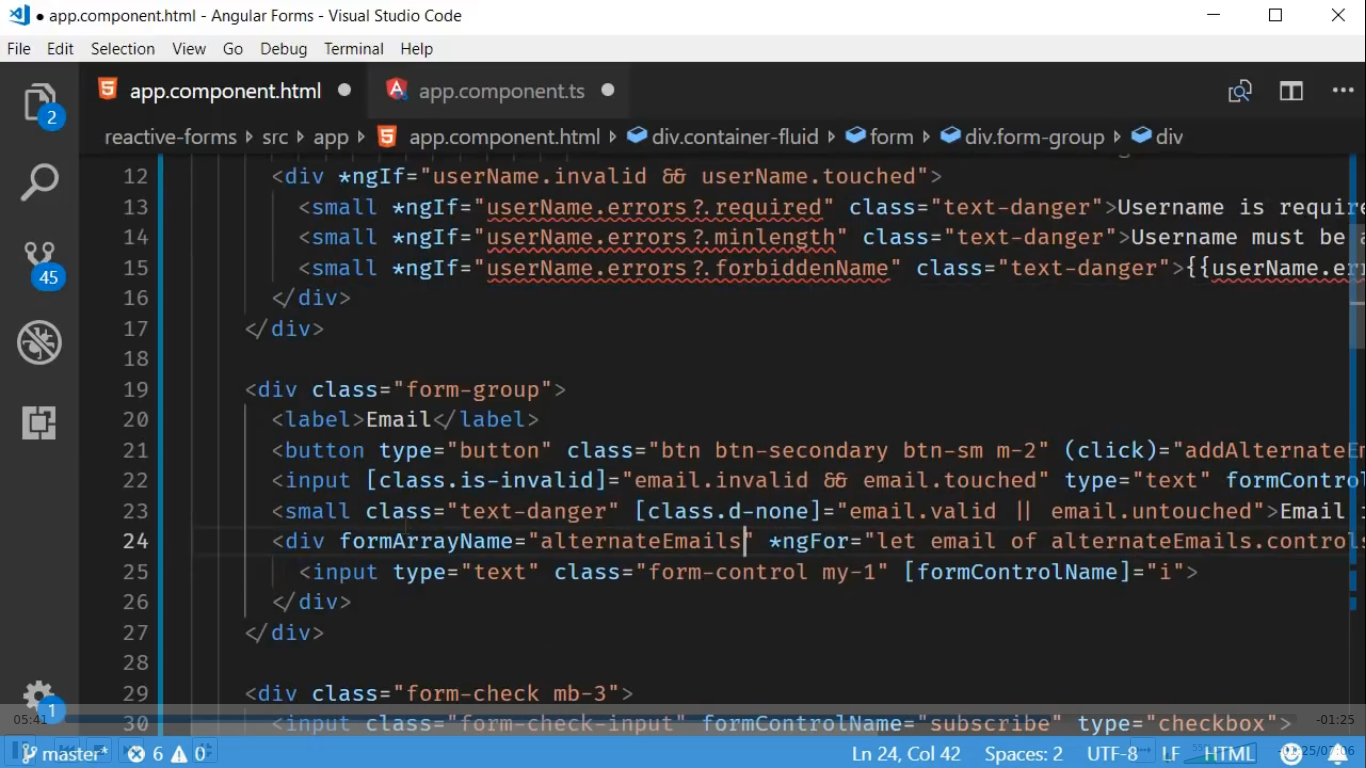 app.component.html - Angular Forms - Visual Studio Code
File Edit Selection View Go Debug Terminal Help
app.component.html app.component.ts
reactive-forms src app app.component.html div.container-fluid form div.form-group div
12 <div *ngIf="userName.invalid && userName.touched">
13 <small *ngIf="userName.errors?.required" class="text-danger">Username is require
14 <small *ngIf="userName.errors?.minlength" class="text-danger">Username must be a
15 <small *ngIf="userName.errors?.forbiddenName" class="text-danger">{{userName.err
16 </div>
17 </div>
18
19 <div class="form-group">
20 <label>Email</label>
21 <button type="button" class="btn btn-secondary btn-sm m-2" (click)="addAlternateEm
22 <input [class.is-invalid]="email.invalid && email.touched" type="text" formControl
23 <small class="text-danger" [class.d-none]="email.valid || email.untouched">Email i
24 <div formArrayName="alternateEmails" *ngFor="let email of alternateEmails.controls
25 <input type="text" class="form-control my-1" [formControlName]="i">
26 </div>
27 </div>
28
29 <div class="form-check mb-3">
30 <input class="form-check-input" formControlName="subscribe" type="checkbox">
2
45
1
05:41 -01:25
master* 6 0 Ln 24, Col 42 Spaces: 2 UTF-8 LF HTML